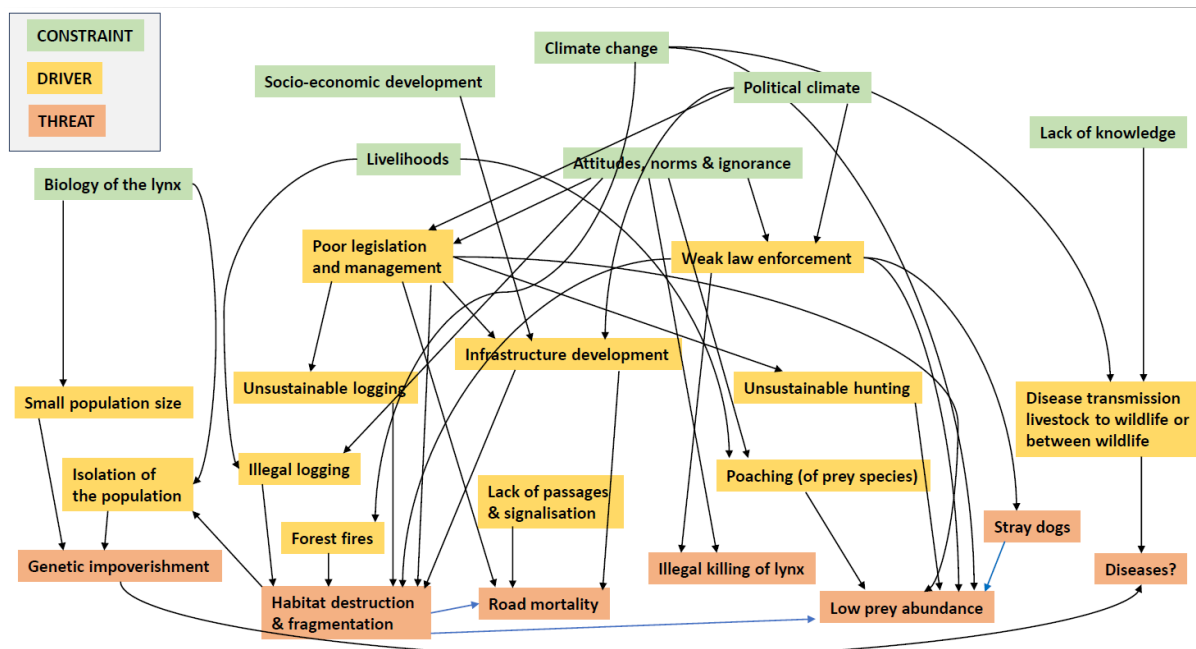 CONSTRAINT
DRIVER
THREAT
Climate change
Socio-economic development
Political climate
Lack of knowledge
Livelihoods
Attitudes, norms & ignorance
Biology of the lynx
Poor legislation
and management
Weak law enforcement
Infrastructure development
Unsustainable logging
Unsustainable hunting
Small population size
Disease transmission
livestock to wildlife or
between wildlife
Isolation of
the population
Illegal logging
Poaching (of prey species)
Lack of passages
& signalisation
Forest fires
Stray dogs
Genetic impoverishment
Illegal killing of lynx
Diseases?
Habitat destruction
& fragmentation
Road mortality
Low prey abundance